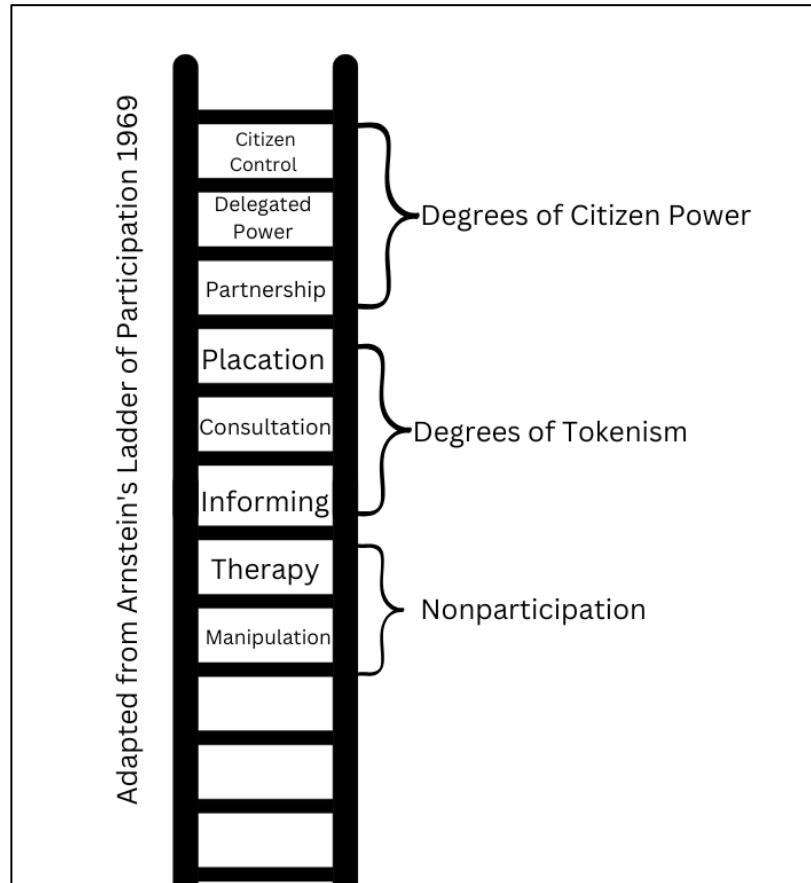 Adapted from Arnstein's Ladder of Participation 1969
Citizen
Control
Delegated
Power
Partnership
Degrees of Citizen Power
Placation
Consultation
Informing
Degrees of Tokenism
Therapy
Manipulation
Nonparticipation